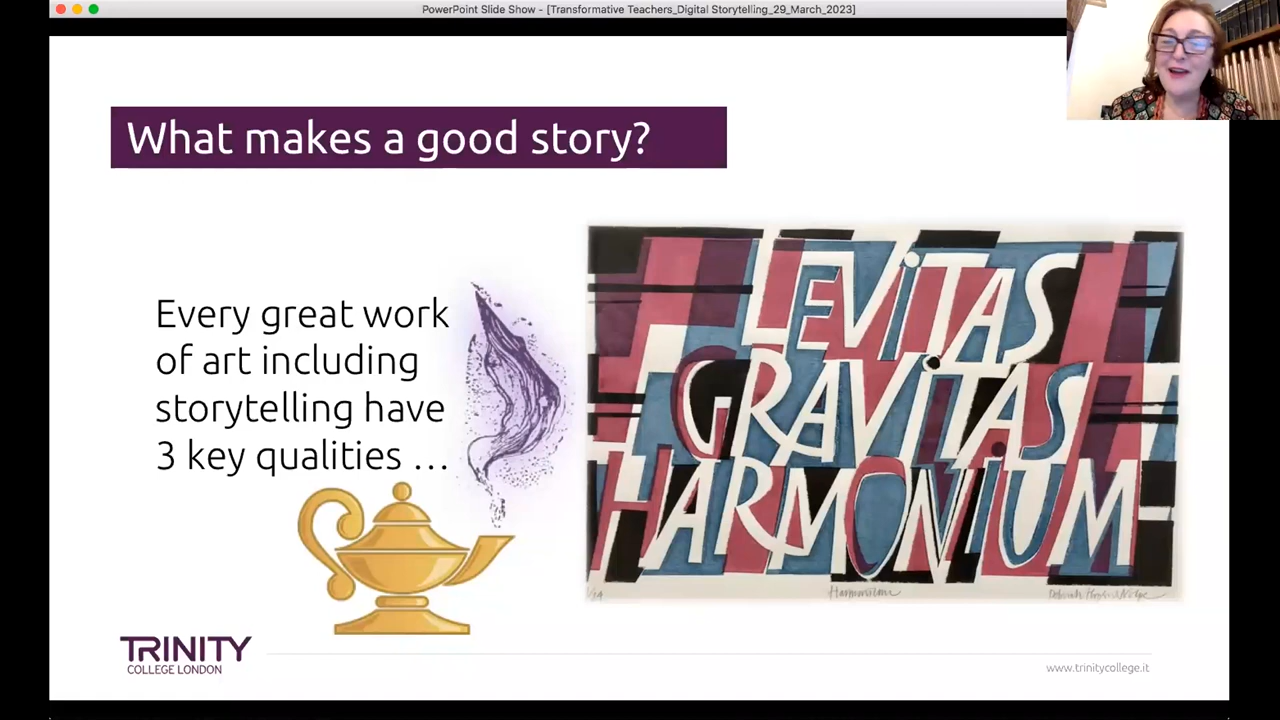 PowerPoint Slide Show - [Transformative Teachers_Digital Storytelling_29_March_2023]
What makes a good story?
Every great work
of art including
storytelling have
3 key qualities …
LEViTAS
GRAViTAS
HARMONiUM
Harmonium
TRINITY
COLLEGE LONDON
www.trinitycollege.it